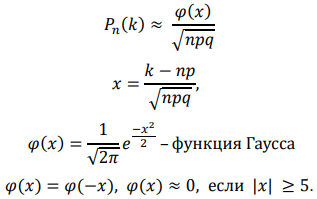 Pₙ(k) ≈ φ(x) / √npq
x = (k − np) / √npq,
φ(x) = 1/√2π e^(−x²/2) – функция Гаусса
φ(x) = φ(−x), φ(x) ≈ 0, если |x| ≥ 5.